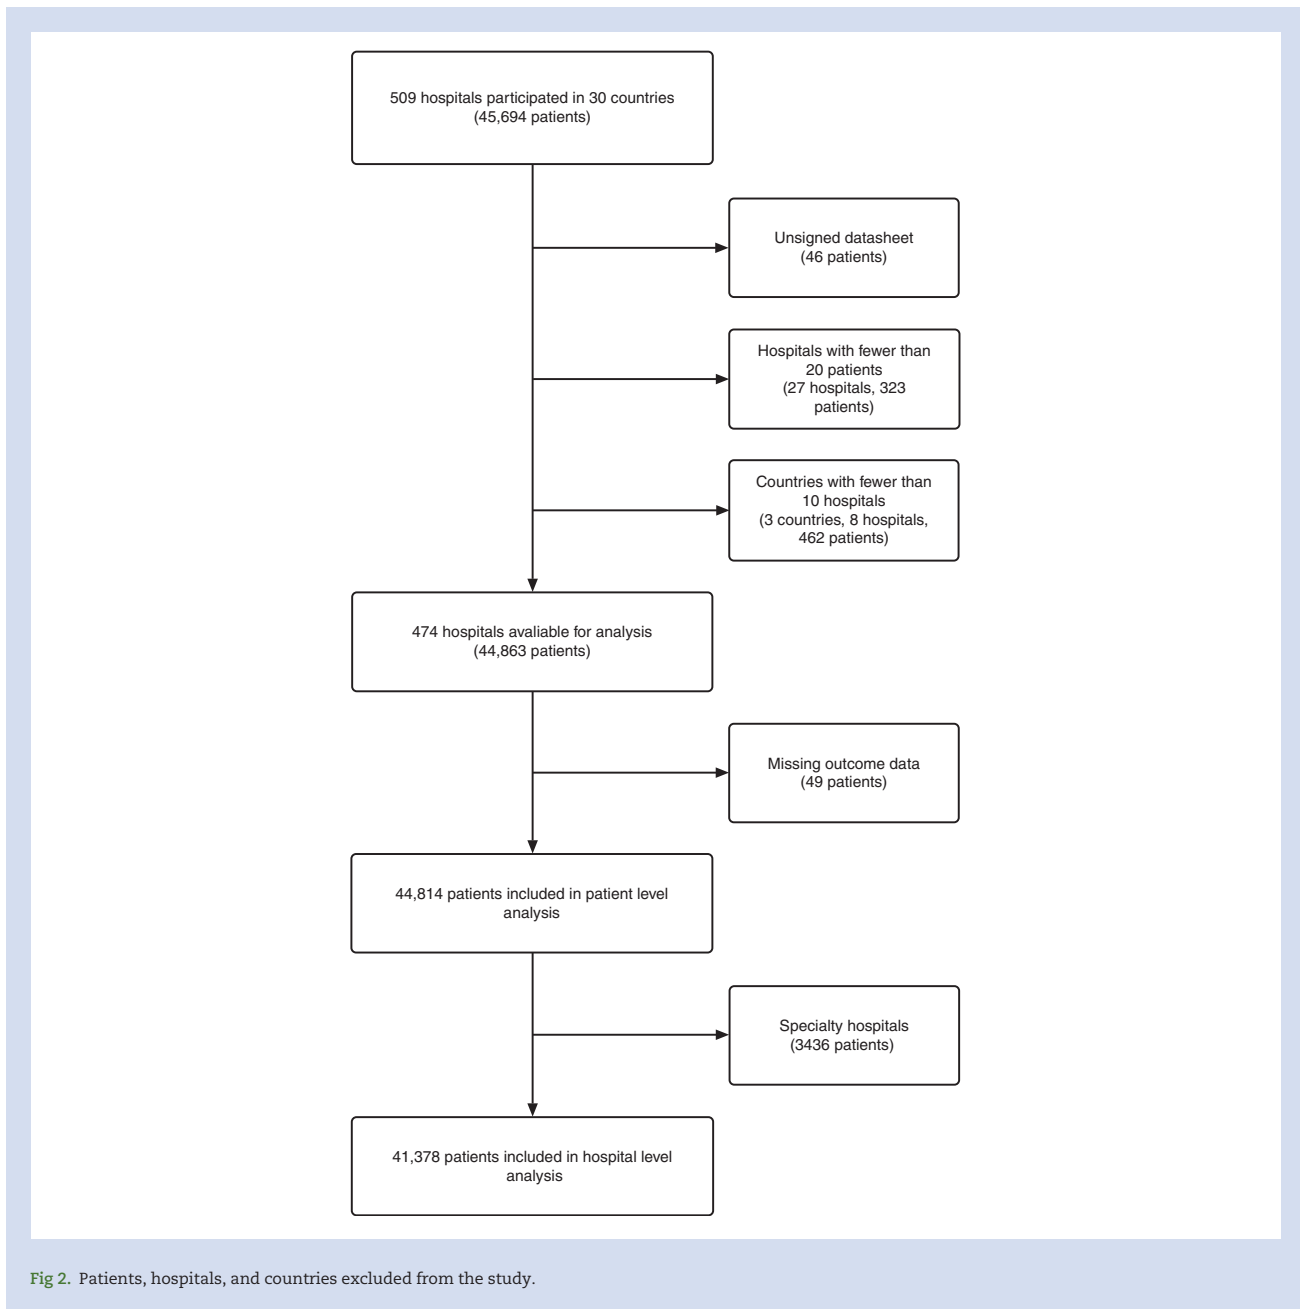 509 hospitals participated in 30 countries
(45,694 patients)
Unsigned datasheet
(46 patients)
Hospitals with fewer than
20 patients
(27 hospitals, 323
patients)
Countries with fewer than
10 hospitals
(3 countries, 8 hospitals,
462 patients)
474 hospitals avaliable for analysis
(44,863 patients)
Missing outcome data
(49 patients)
44,814 patients included in patient level
analysis
Specialty hospitals
(3436 patients)
41,378 patients included in hospital level
analysis
Fig 2. Patients, hospitals, and countries excluded from the study.